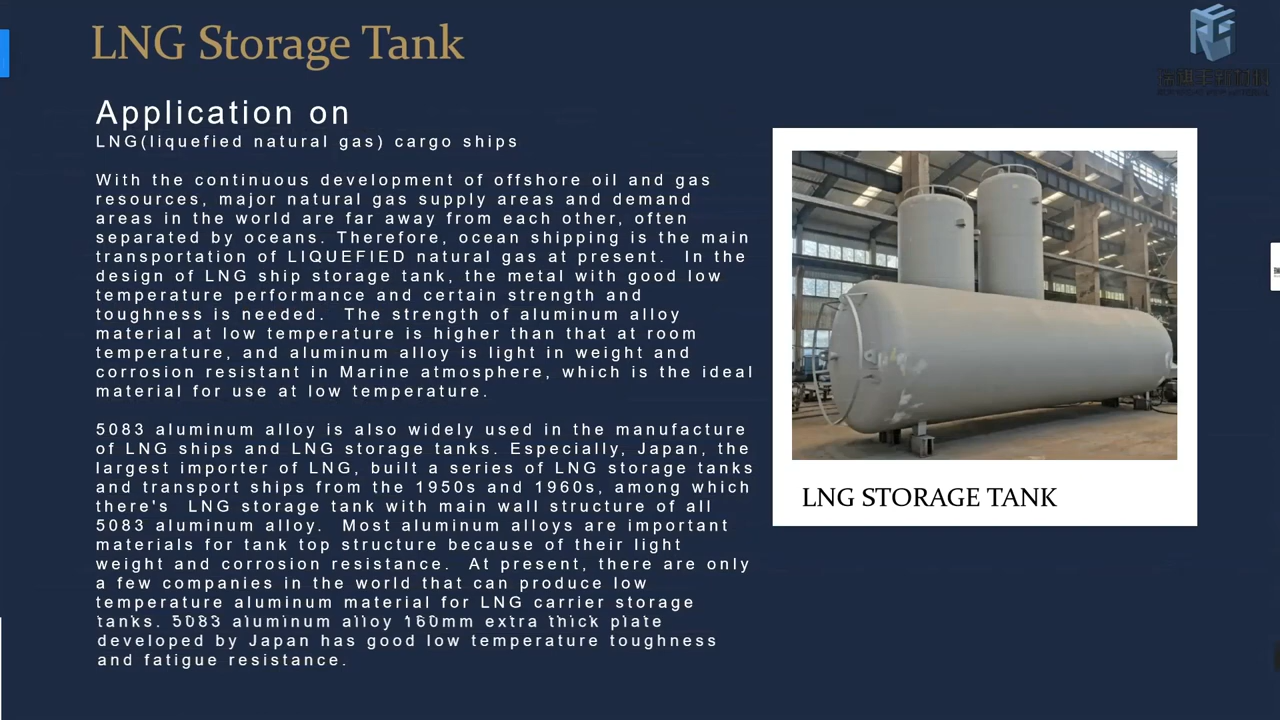 LNG Storage Tank
Application on
LNG(liquefied natural gas) cargo ships
With the continuous development of offshore oil and gas
resources, major natural gas supply areas and demand
areas in the world are far away from each other, often
separated by oceans. Therefore, ocean shipping is the main
transportation of LIQUEFIED natural gas at present.  In the
design of LNG ship storage tank, the metal with good low
temperature performance and certain strength and
toughness is needed.  The strength of aluminum alloy
material at low temperature is higher than that at room
temperature, and aluminum alloy is light in weight and
corrosion resistant in Marine atmosphere, which is the ideal
material for use at low temperature.
5083 aluminum alloy is also widely used in the manufacture
of LNG ships and LNG storage tanks. Especially, Japan, the
largest importer of LNG, built a series of LNG storage tanks
and transport ships from the 1950s and 1960s, among which
there's  LNG storage tank with main wall structure of all
5083 aluminum alloy.  Most aluminum alloys are important
materials for tank top structure because of their light
weight and corrosion resistance.  At present, there are only
a few companies in the world that can produce low
temperature aluminum material for LNG carrier storage
tanks. 5083 aluminum alloy 160mm extra thick plate
developed by Japan has good low temperature toughness
and fatigue resistance.
LNG STORAGE TANK